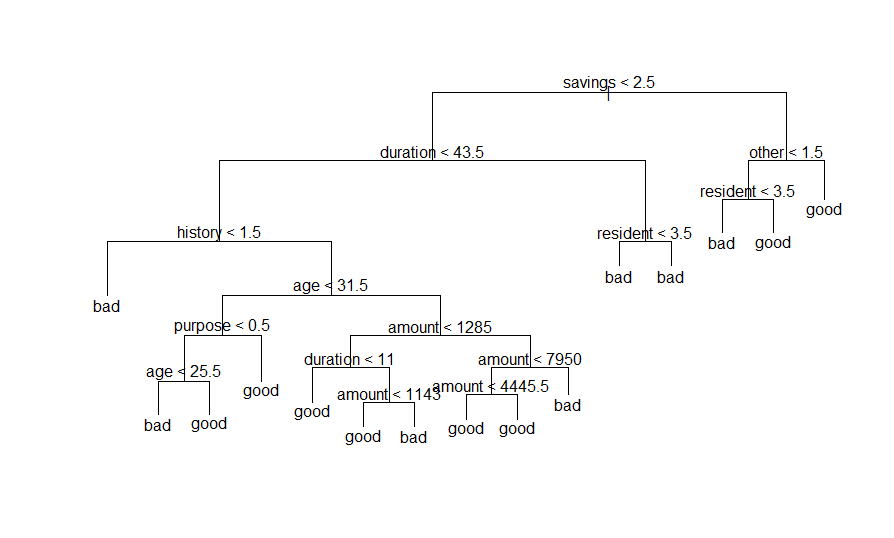 savings < 2.5
duration < 43.5
other < 1.5
resident < 3.5
good
history < 1.5
resident < 3.5
bad
good
bad
bad
age < 31.5
bad
purpose < 0.5
amount < 1285
duration < 11
amount < 7950
age < 25.5
amount < 1143
amount < 4445.5
good
bad
good
bad
good
good
good
good
bad